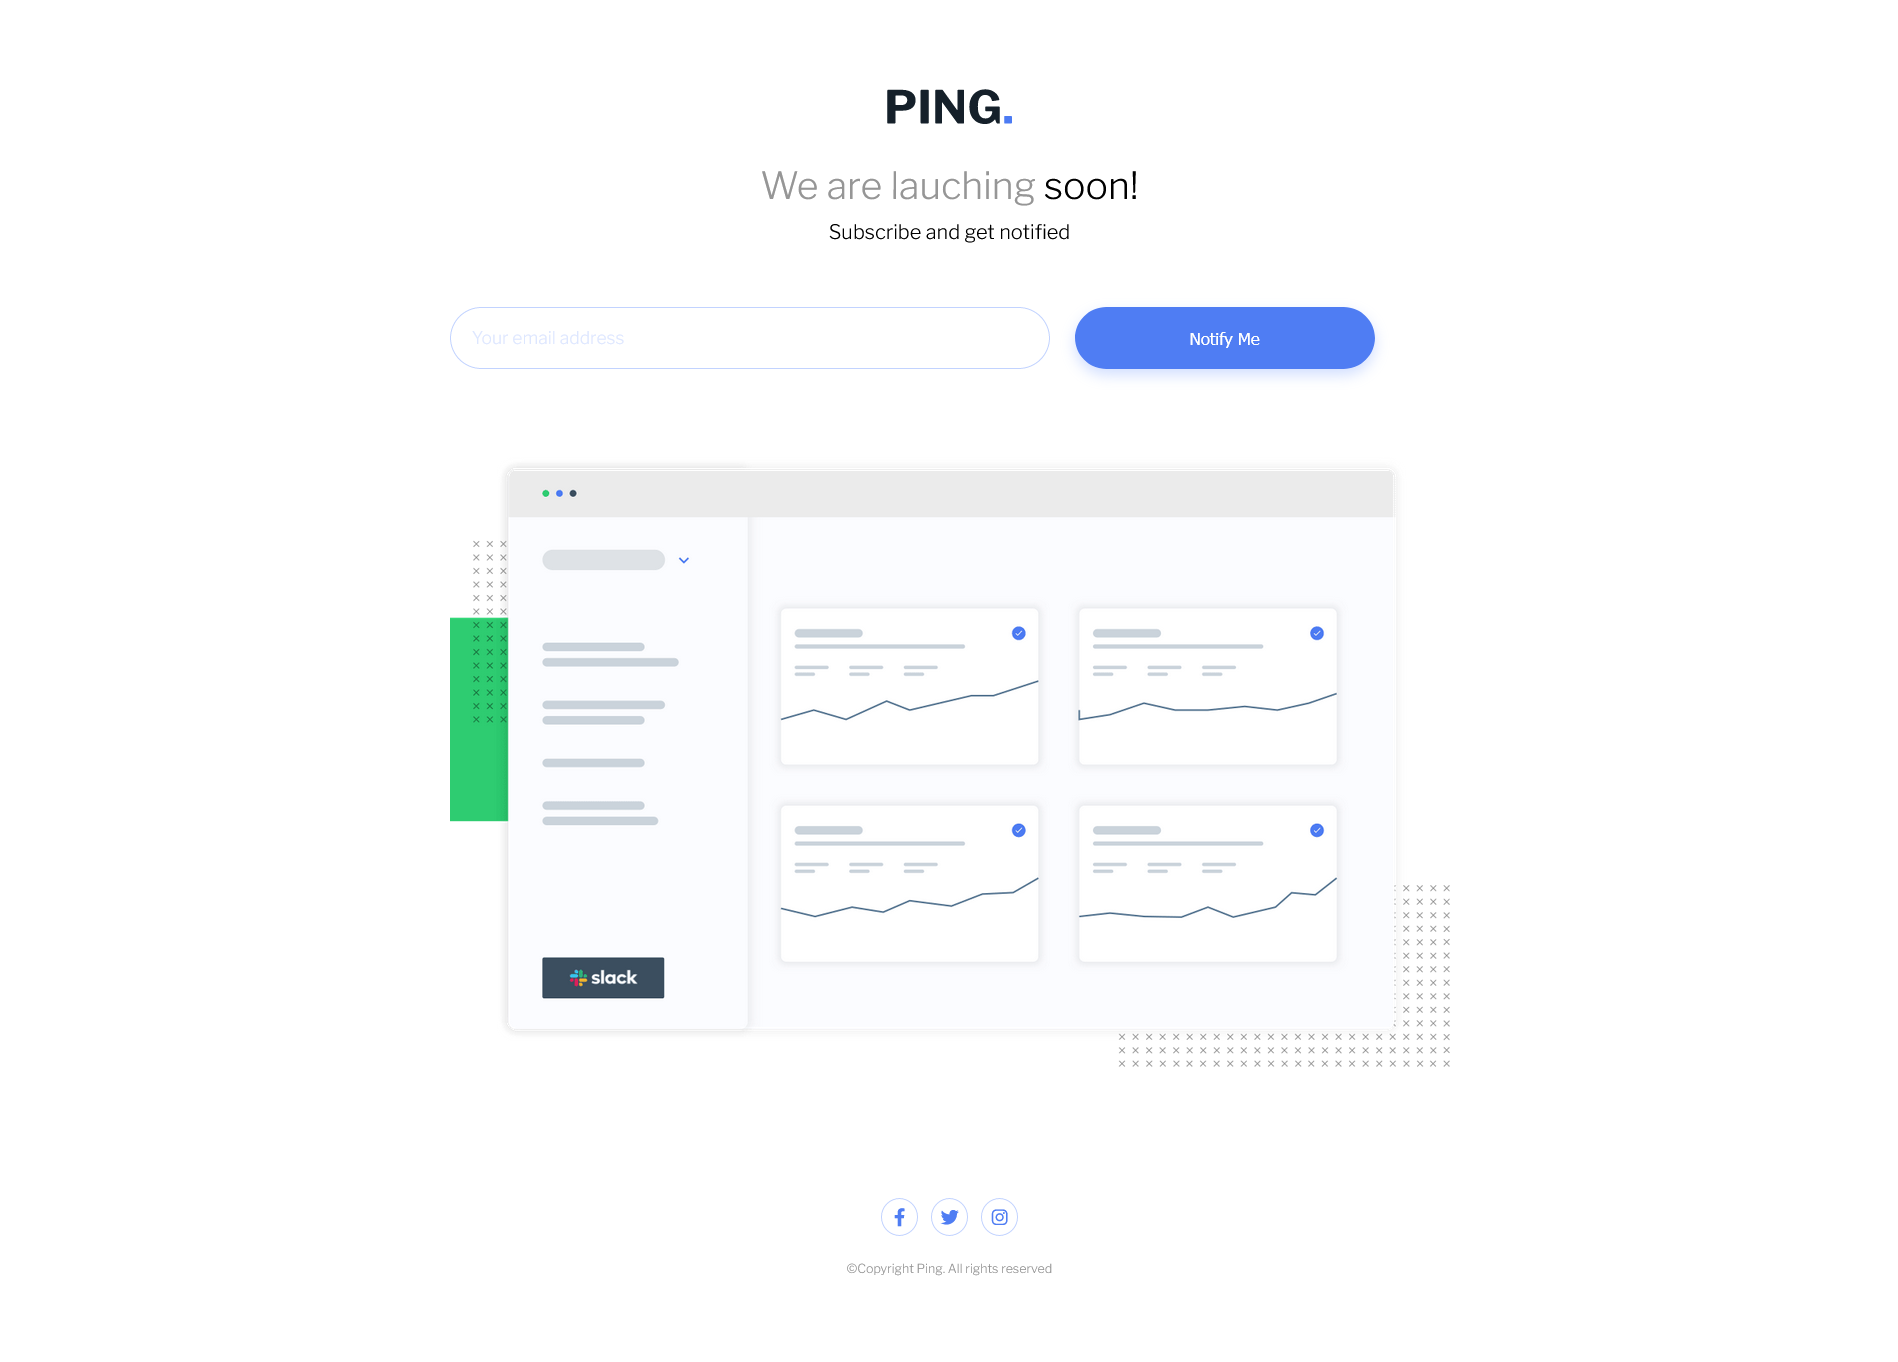 PING.
We are lauching soon!
Subscribe and get notified
Your email address
Notify Me
slack
©Copyright Ping. All rights reserved